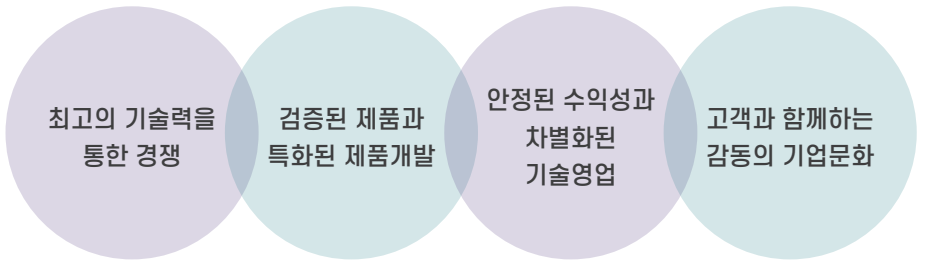 최고의 기술력을
통한 경쟁
검증된 제품과
특화된 제품개발
안정된 수익성과
차별화된
기술영업
고객과 함께하는
감동의 기업문화